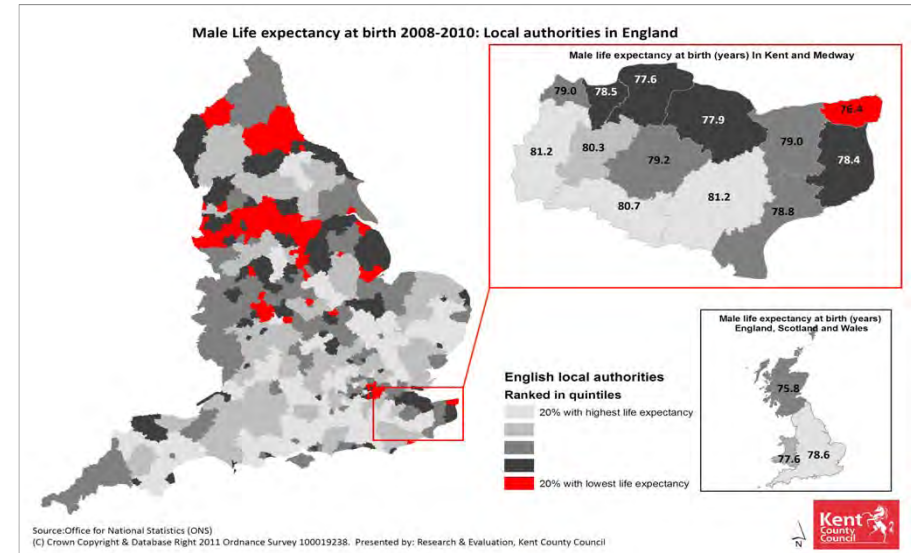 Male Life expectancy at birth 2008-2010: Local authorities in England
Male life expectancy at birth (years) In Kent and Medway
77.6
79.0
78.5
76.4
77.9
79.0
81.2
80.3
79.2
78.4
81.2
80.7
78.8
Male life expectancy at birth (years)
England, Scotland and Wales
75.8
77.6
78.6
English local authorities
Ranked in quintiles
20% with highest life expectancy
20% with lowest life expectancy
Source:Office for National Statistics (ONS)
(C) Crown Copyright & Database Right 2011 Ordnance Survey 100019238. Presented by: Research & Evaluation, Kent County Council
N
Kent
County
Council